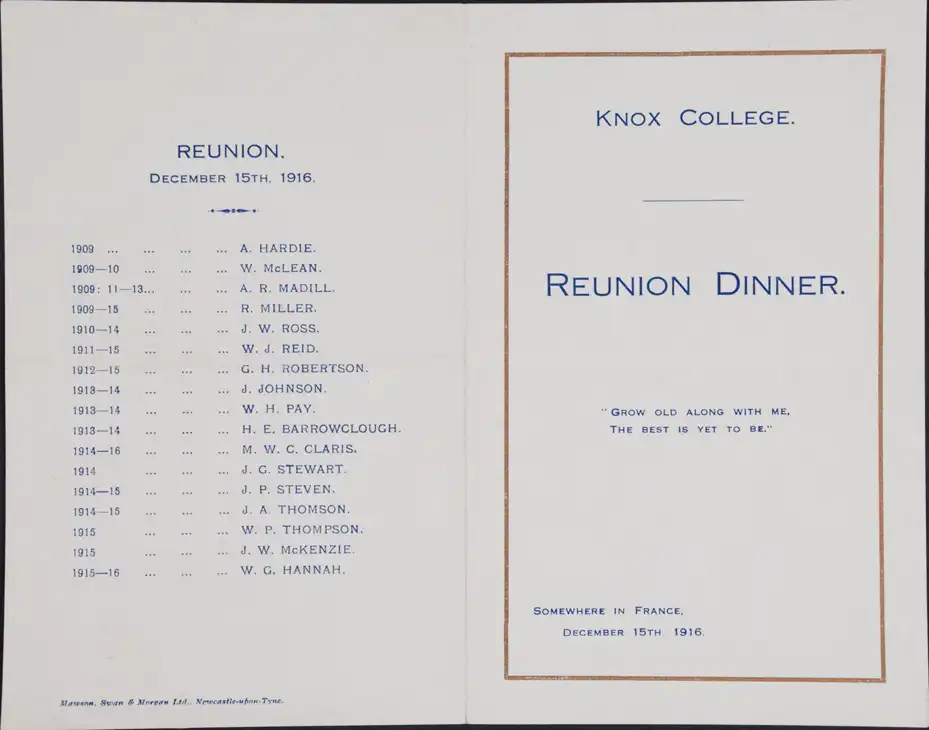 REUNION.
DECEMBER 15TH, 1916.
1909 ... ... ... ... A. HARDIE.
1909—10 ... ... ... W. McLEAN.
1909; 11—13... ... ... A. R. MADILL.
1909—15 ... ... ... R. MILLER.
1910—14 ... ... ... J. W. ROSS.
1911—15 ... ... ... W. J. REID.
1912—15 ... ... ... G. H. ROBERTSON.
1913—14 ... ... ... J. JOHNSON.
1913—14 ... ... ... W. H. PAY.
1913—14 ... ... ... H. E. BARROWCLOUGH.
1914—16 ... ... ... M. W. C. CLARIS.
1914 ... ... ... J. G. STEWART.
1914—15 ... ... ... J. P. STEVEN.
1914—15 ... ... ... J. A. THOMSON.
1915 ... ... ... W. P. THOMPSON.
1915 ... ... ... J. W. McKENZIE.
1915—16 ... ... ... W. G. HANNAH.
Mawson, Swan & Morgan Ltd., Newcastle-upon-Tyne.
KNOX COLLEGE.
REUNION DINNER.
"GROW OLD ALONG WITH ME,
THE BEST IS YET TO BE."
SOMEWHERE IN FRANCE,
DECEMBER 15TH 1916.